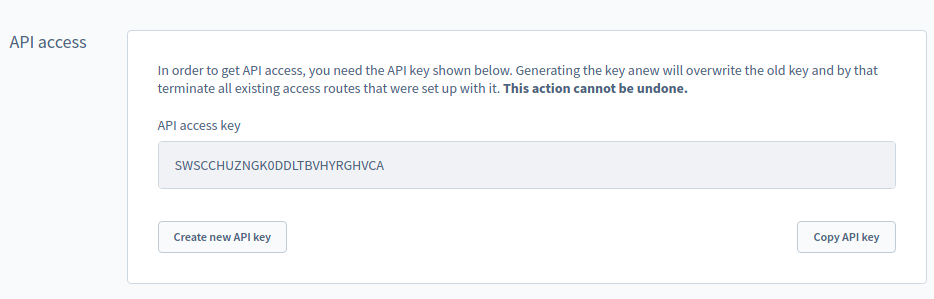 API access
In order to get API access, you need the API key shown below. Generating the key anew will overwrite the old key and by that
terminate all existing access routes that were set up with it. This action cannot be undone.
API access key
SWSCCHUZNGK0DDLTBVHYRGHVCA
Create new API key
Copy API key